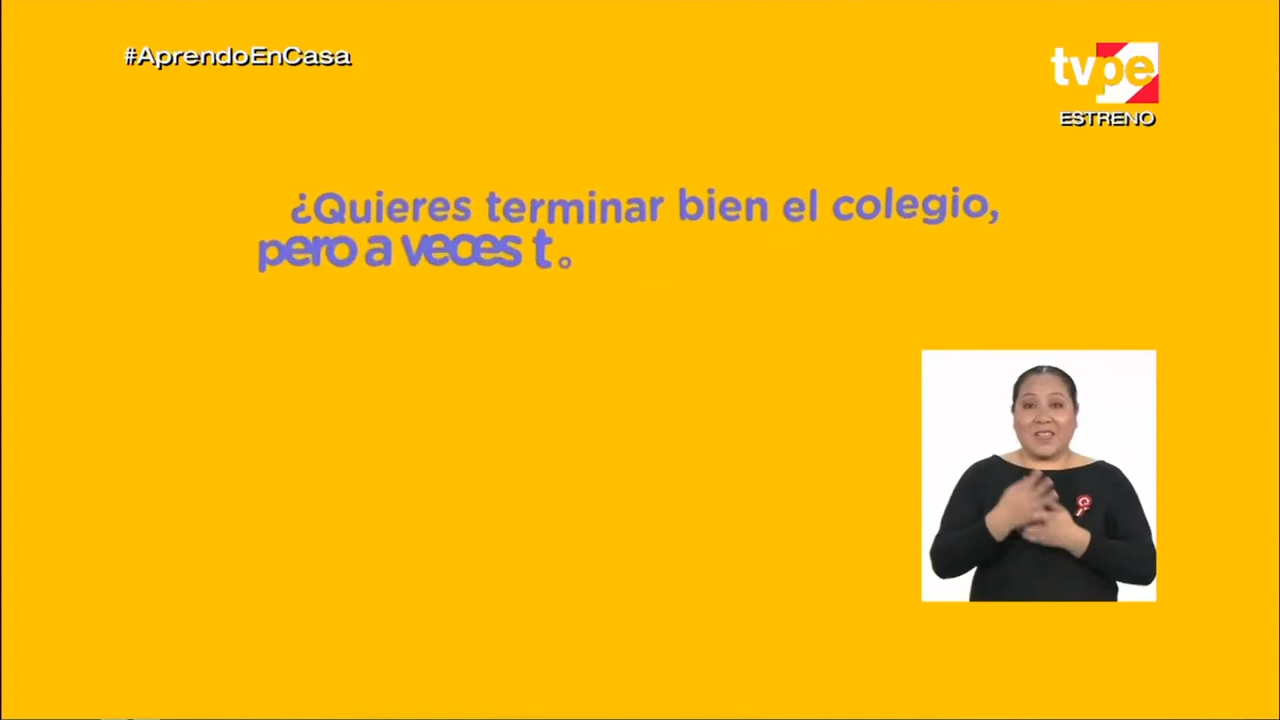 #AprendoEnCasa
tvpe
ESTRENO
¿Quieres terminar bien el colegio,
pero a veces t